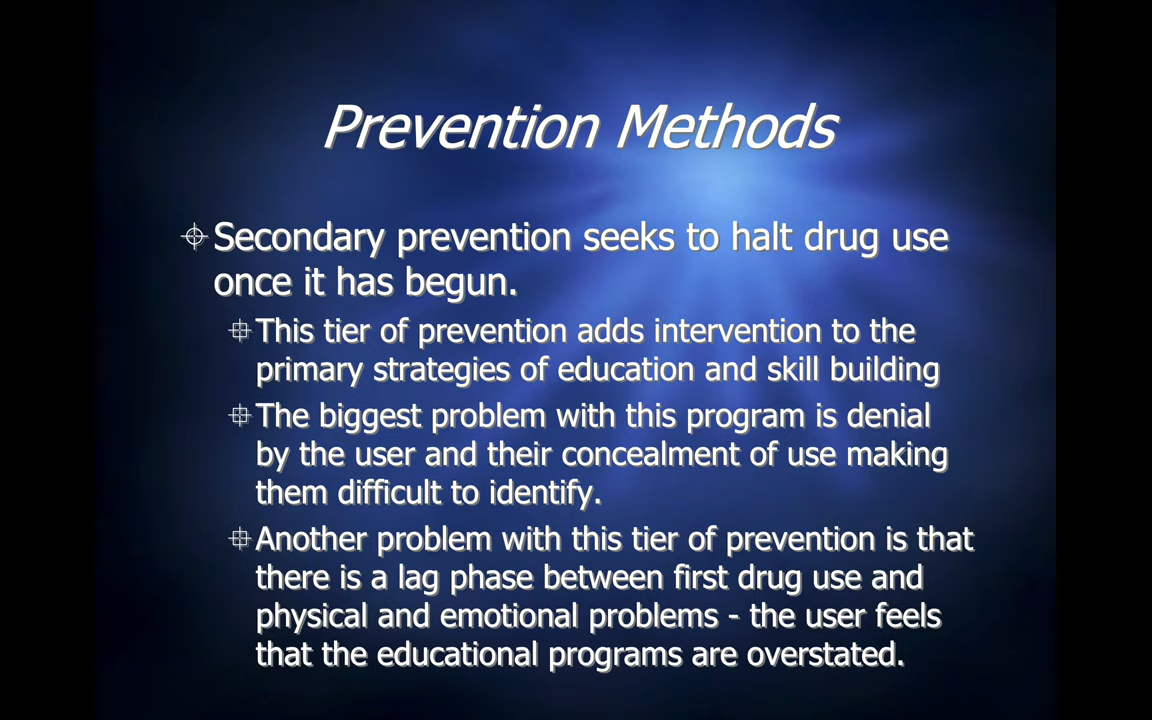 Prevention Methods
Secondary prevention seeks to halt drug use
once it has begun.
This tier of prevention adds intervention to the
primary strategies of education and skill building
The biggest problem with this program is denial
by the user and their concealment of use making
them difficult to identify.
Another problem with this tier of prevention is that
there is a lag phase between first drug use and
physical and emotional problems - the user feels
that the educational programs are overstated.